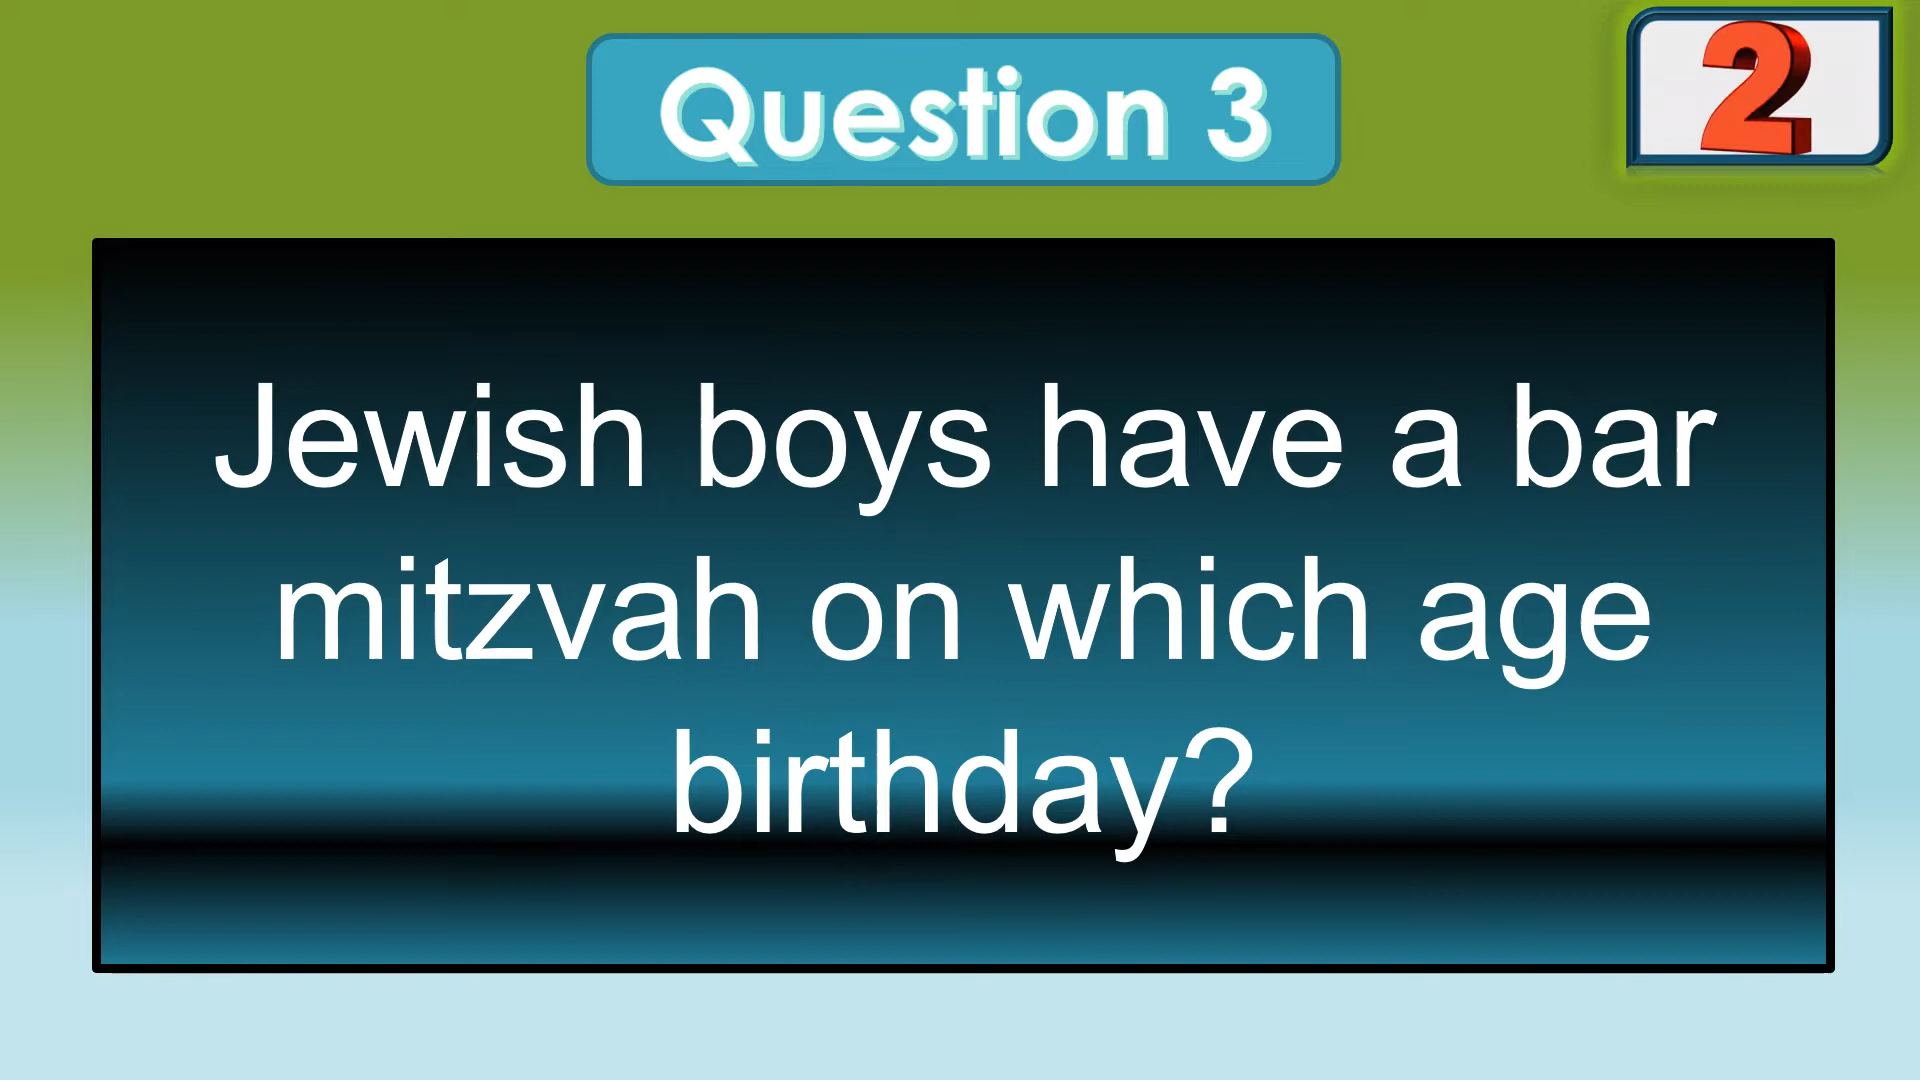 Question 3
2
Jewish boys have a bar
mitzvah on which age
birthday?